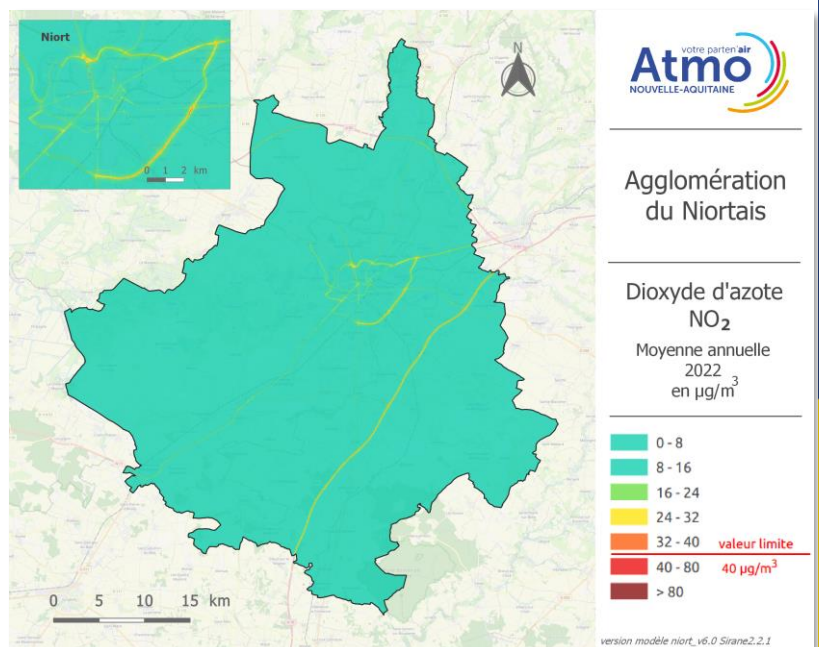 Niort
0 1 2 km
N
0 5 10 15 km
votre parten'air
Atmo
NOUVELLE-AQUITAINE
Agglomération
du Niortais
Dioxyde d'azote
NO2
Moyenne annuelle
2022
en µg/m3
0 - 8
8 - 16
16 - 24
24 - 32
32 - 40 valeur limite
40 - 80 40 µg/m3
> 80
version modèle niort_v6.0 Sirane2.2.1